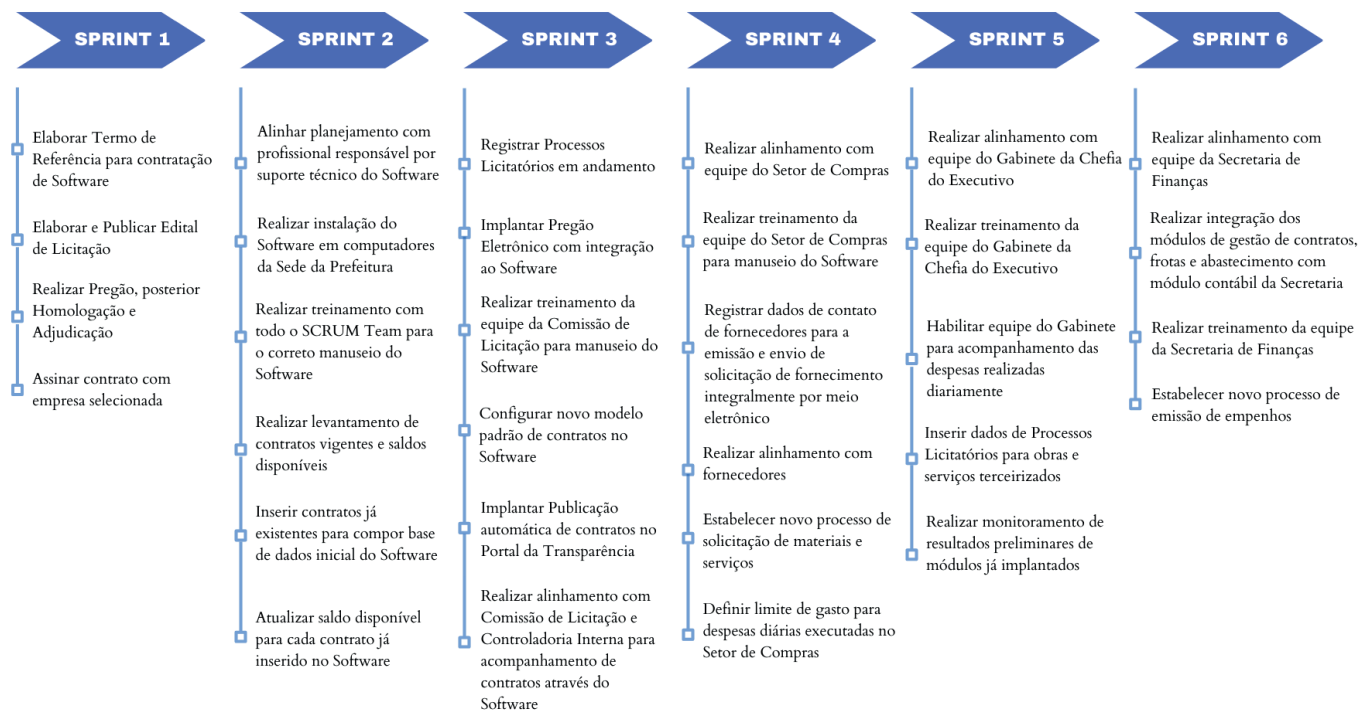 SPRINT 1
Elaborar Termo de
Referência para contratação
de Software
Elaborar e Publicar Edital
de Licitação
Realizar Pregão, posterior
Homologação e
Adjudicação
Assinar contrato com
empresa selecionada
SPRINT 2
Alinhar planejamento com
profissional responsável por
suporte técnico do Software
Realizar instalação do
Software em computadores
da Sede da Prefeitura
Realizar treinamento com
todo o SCRUM Team para
o correto manuseio do
Software
Realizar levantamento de
contratos vigentes e saldos
disponíveis
Inserir contratos já
existentes para compor base
de dados inicial do Software
Atualizar saldo disponível
para cada contrato já
inserido no Software
SPRINT 3
Registrar Processos
Licitatórios em andamento
Implantar Pregão
Eletrônico com integração
ao Software
Realizar treinamento da
equipe da Comissão de
Licitação para manuseio do
Software
Configurar novo modelo
padrão de contratos no
Software
Implantar Publicação
automática de contratos no
Portal da Transparência
Realizar alinhamento com
Comissão de Licitação e
Controladoria Interna para
acompanhamento de
contratos através do
Software
SPRINT 4
Realizar alinhamento com
equipe do Setor de Compras
Realizar treinamento da
equipe do Setor de Compras
para manuseio do Software
Registrar dados de contato
de fornecedores para a
emissão e envio de
solicitação de fornecimento
integralmente por meio
eletrônico
Realizar alinhamento com
fornecedores
Estabelecer novo processo de
solicitação de materiais e
serviços
Definir limite de gasto para
despesas diárias executadas no
Setor de Compras
SPRINT 5
Realizar alinhamento com
equipe do Gabinete da Chefia
do Executivo
Realizar treinamento da
equipe do Gabinete da
Chefia do Executivo
Habilitar equipe do Gabinete
para acompanhamento das
despesas realizadas
diariamente
Inserir dados de Processos
Licitatórios para obras e
serviços terceirizados
Realizar monitoramento de
resultados preliminares de
módulos já implantados
SPRINT 6
Realizar alinhamento com
equipe da Secretaria de
Finanças
Realizar integração dos
módulos de gestão de contratos,
frotas e abastecimento com
módulo contábil da Secretaria
Realizar treinamento da equipe
da Secretaria de Finanças
Estabelecer novo processo de
emissão de empenhos